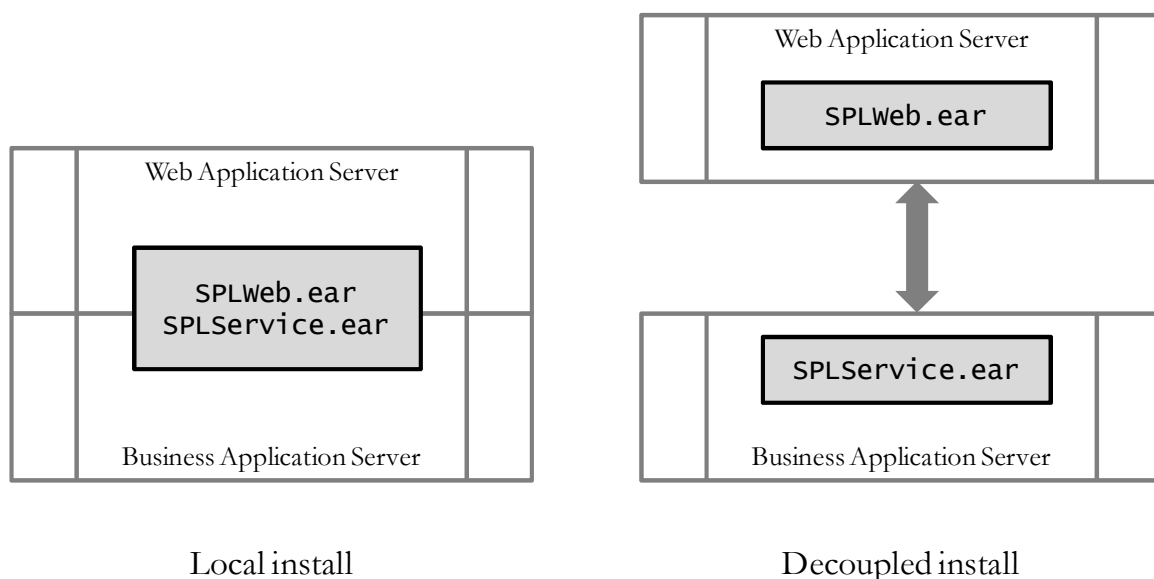 Web Application Server
SPLWeb.ear
SPLService.ear
Business Application Server
Local install
Web Application Server
SPLWeb.ear
SPLService.ear
Business Application Server
Decoupled install